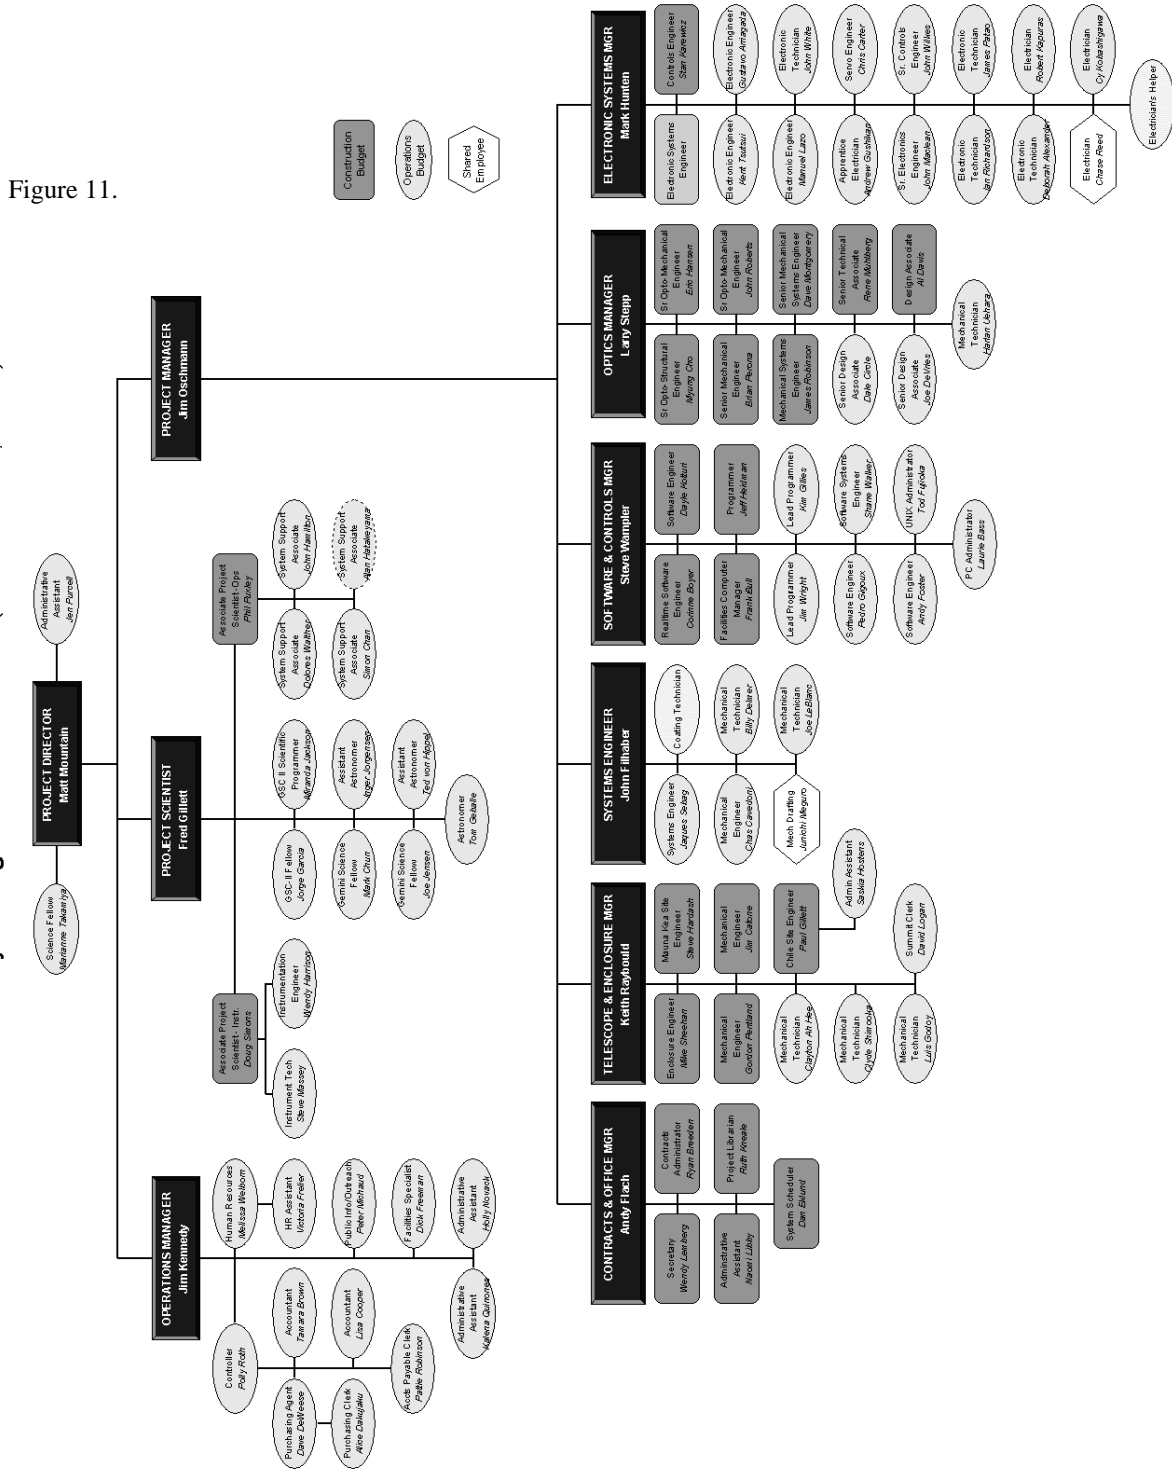 Figure 11.
Construction
Budget
Operations
Budget
Shared
Employee
PROJECT DIRECTOR
Matt Mountain
Science Fellow
Marianne Takamiya
Administrative
Assistant
Jen Purcell
OPERATIONS MANAGER
Jim Kennedy
PROJECT SCIENTIST
Fred Gillett
PROJECT MANAGER
Jim Oschmann
Controller
Polly Roth
Human Resources
Melissa Welborn
Purchasing Agent
Dave DeWeese
Accountant
Tamara Brown
HR Assistant
Victoria Freiler
Purchasing Clerk
Alice Dakujaku
Accountant
Lisa Cooper
Public Info/Outreach
Peter Michaud
Accts Payable Clerk
Pattie Robinson
Facilities Specialist
Dick Freeman
Administrative
Assistant
Kalena Quinones
Administrative
Assistant
Holly Novack
Associate Project
Scientist - Instr.
Doug Simons
Instrument Tech
Steve Massey
Instrumentation
Engineer
Wendy Harrison
Associate Project
Scientist-Ops
Phil Puxley
GSC-II Fellow
Jorge Garcia
GSC II Scientific
Programmer
Miranda Jackson
Gemini Science
Fellow
Mark Chun
Assistant
Astronomer
Inger Jorgensen
Gemini Science
Fellow
Joe Jensen
Assistant
Astronomer
Ted von Hippel
Astronomer
Tom Geballe
System Support
Associate
Dolores Walther
System Support
Associate
John Hamilton
System Support
Associate
Simon Chan
System Support
Associate
Alan Hatakeyama
CONTRACTS & OFFICE MGR
Andy Flach
Secretary
Wendy Leinberg
Contracts
Administrator
Ryan Breeden
Adminstrative
Assistant
Naomi Libby
Project Librarian
Ruth Kneale
System Scheduler
Dan Eklund
TELESCOPE & ENCLOSURE MGR
Keith Raybould
Enclosure Engineer
Mike Sheehan
Mauna Kea Site
Engineer
Steve Hardash
Mechanical
Engineer
Gordon Pentland
Mechanical
Engineer
Jim Catone
Mechanical
Technician
Clayton Ah Hee
Chile Site Engineer
Paul Gillett
Admin Assistant
Saskia Hostens
Mechanical
Technician
Clyde Shimooka
Mechanical
Technician
Luis Godoy
Summit Clerk
David Logan
SYSTEMS ENGINEER
John Filhaber
Systems Engineer
Jaques Sebag
Coating Technician
Mechanical
Engineer
Chas Cavedoni
Mechanical
Technician
Billy Delmer
Mech Drafting
Junichi Meguro
Mechanical
Technician
Joe LeBlanc
SOFTWARE & CONTROLS MGR
Steve Wampler
Realtime Software
Engineer
Corinne Boyer
Software Engineer
Dayle Kotturi
Facilities Computer
Manager
Frank Bull
Programmer
Jeff Heidman
Lead Programmer
Jim Wright
Lead Programmer
Kim Gillies
Software Engineer
Pedro Gigoux
Software Systems
Engineer
Shane Walker
Software Engineer
Andy Foster
UNIX Administrator
Tod Fujioka
PC Administrator
Laurie Bass
OPTICS MANAGER
Larry Stepp
Sr Opto-Structural
Engineer
Myung Cho
Sr Opto-Mechanical
Engineer
Eric Hansen
Senior Mechanical
Engineer
Brian Perona
Sr Opto-Mechanical
Engineer
John Roberts
Mechanical Systems
Engineer
James Robinson
Senior Mechanical
Systems Engineer
Dave Montgomery
Senior Design
Associate
Dale Circle
Senior Technical
Associate
Rene Muhlberg
Senior Design
Associate
Joe DeVries
Design Associate
Al Davis
Mechanical
Technician
Harlan Uehara
ELECTRONIC SYSTEMS MGR
Mark Hunten
Electronic Systems
Engineer
Controls Engineer
Stan Karewicz
Electronic Engineer
Kent Tsutsui
Electronic Engineer
Gustavo Arriagada
Electronic Engineer
Manuel Lazo
Electronic
Technician
John White
Apprentice
Electrician
Andrew Gushiken
Servo Engineer
Chris Carter
Sr. Electronics
Engineer
John Maclean
Sr. Controls
Engineer
John Wilkes
Electronic
Technician
Ian Richardson
Electronic
Technician
James Patao
Electronic
Technician
Deborah Alexander
Electrician
Robert Kapuras
Electrician
Chase Reed
Electrician
Cy Kobashigawa
Electrician's Helper